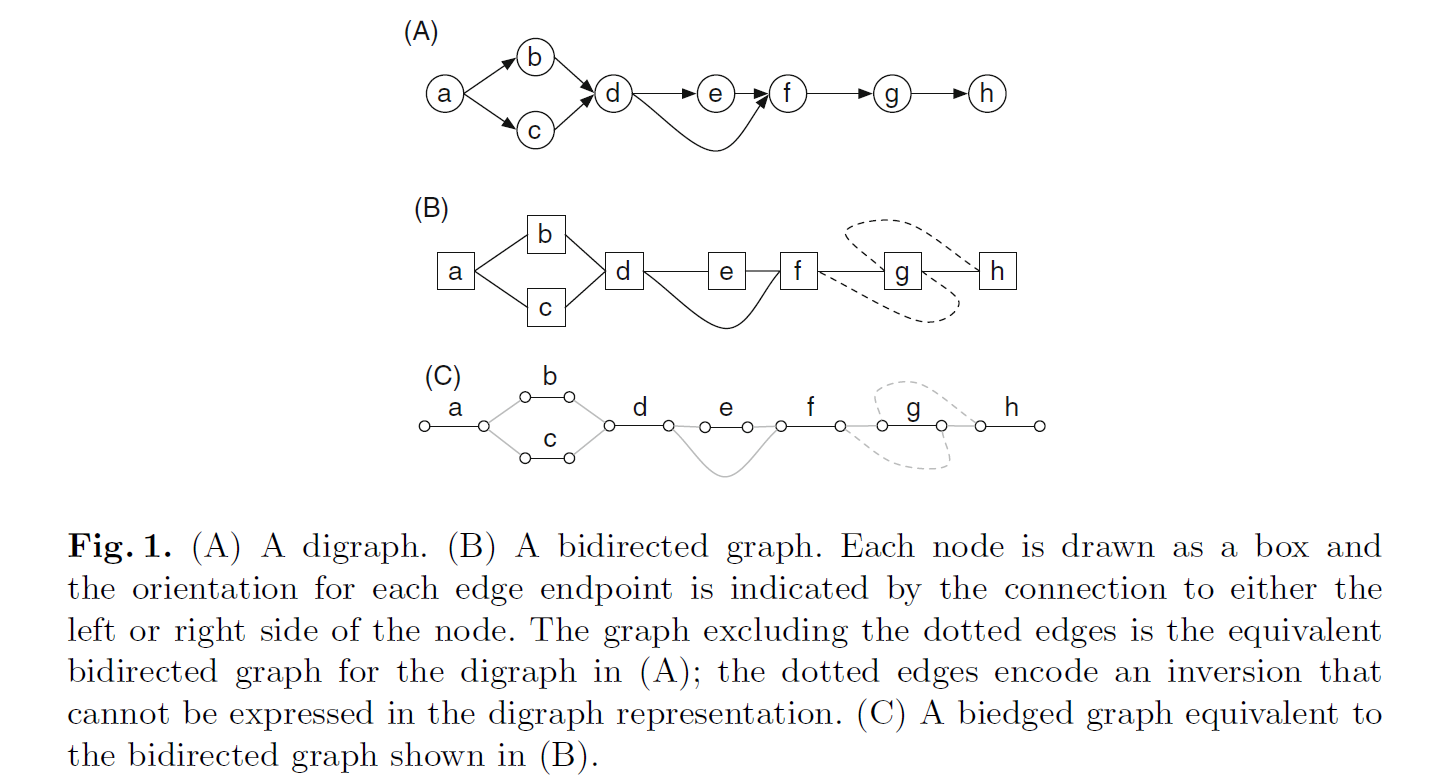 (A)
b
a d e f g h
c
(B)
b
a d e f g h
c
(C) b
a d e f g h
c
Fig. 1. (A) A digraph. (B) A bidirected graph. Each node is drawn as a box and
the orientation for each edge endpoint is indicated by the connection to either the
left or right side of the node. The graph excluding the dotted edges is the equivalent
bidirected graph for the digraph in (A); the dotted edges encode an inversion that
cannot be expressed in the digraph representation. (C) A biedged graph equivalent to
the bidirected graph shown in (B).